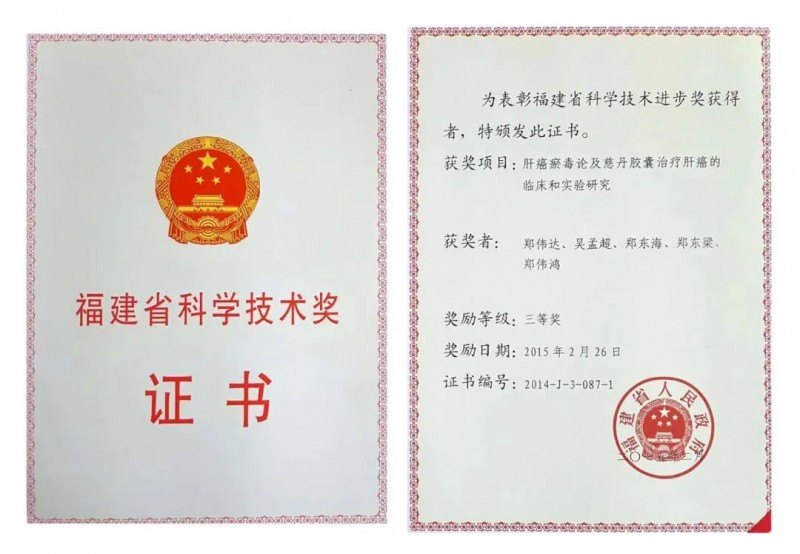 福建省科学技术奖
证书
为表彰福建省科学技术进步奖获得
者，特颁发此证书。
获奖项目：肝癌瘀毒论及慈丹胶囊治疗肝癌的
临床和实验研究
获奖者：郑伟达、吴孟超、郑东海、郑东梁、
郑伟鸿
奖励等级：三等奖
奖励日期：2015年2月26日
证书编号：2014-J-3-087-1
福建省人民政府